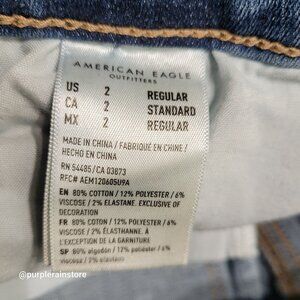 AMERICAN EAGLE
OUTFITTERS
US 2 REGULAR
CA 2 STANDARD
MX 2 REGULAR
MADE IN CHINA / FABRIQUÉ EN CHINE /
HECHO EN CHINA
RN 54485/CA 03873
RFC# AEM120605U9A
EN 80% COTTON / 12% POLYESTER / 6%
VISCOSE / 2% ELASTANE. EXCLUSIVE OF
DECORATION
FR 80% COTON / 12% POLYESTER / 6%
VISCOSE / 2% ÉLASTHANNE. À
L'EXCEPTION DE LA GARNITURE
SP 80% algodón / 12% poliéster / 6%
viscosa / 2% elastano
@purplerainstore